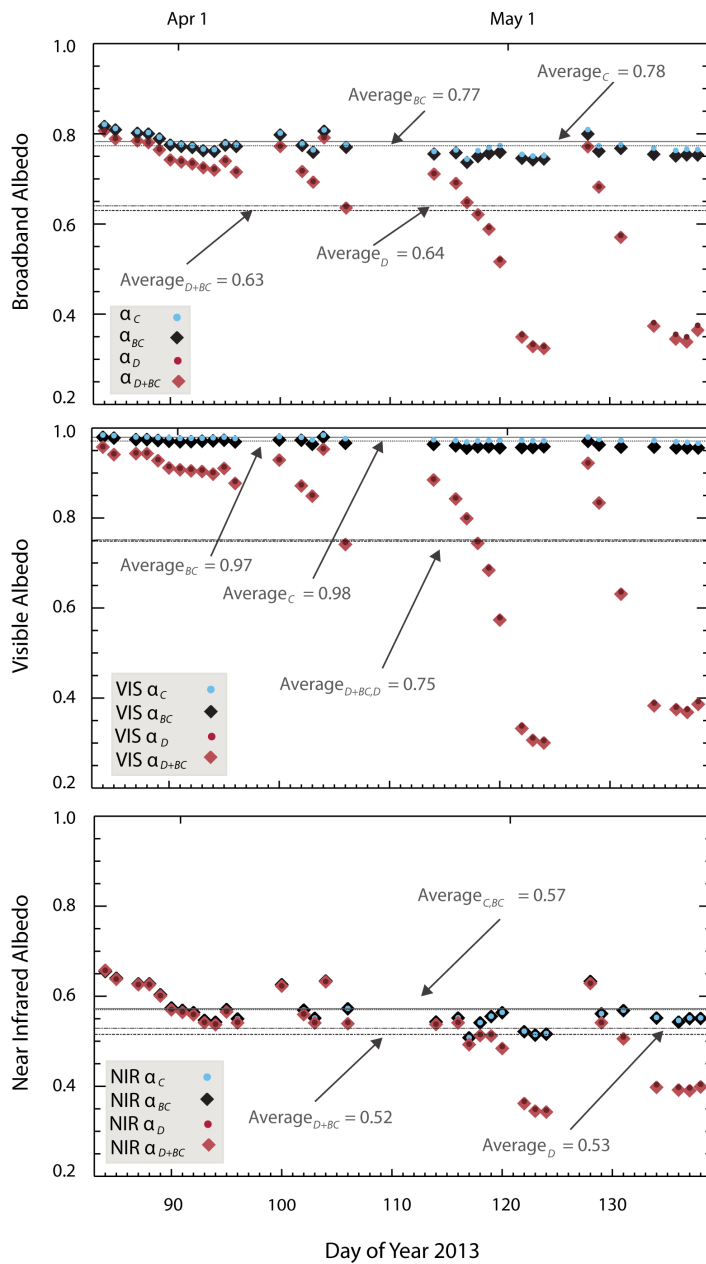 Apr 1
May 1
1.0
0.8
0.6
0.4
0.2
Broadband Albedo
Average_C = 0.78
Average_BC = 0.77
Average_D = 0.64
Average_D+BC = 0.63
α_C
α_BC
α_D
α_D+BC
1.0
0.8
0.6
0.4
0.2
Visible Albedo
Average_BC = 0.97
Average_C = 0.98
Average_D+BC,D = 0.75
VIS α_C
VIS α_BC
VIS α_D
VIS α_D+BC
1.0
0.8
0.6
0.4
0.2
Near Infrared Albedo
Average_C,BC = 0.57
Average_D+BC = 0.52
Average_D = 0.53
NIR α_C
NIR α_BC
NIR α_D
NIR α_D+BC
90
100
110
120
130
Day of Year 2013